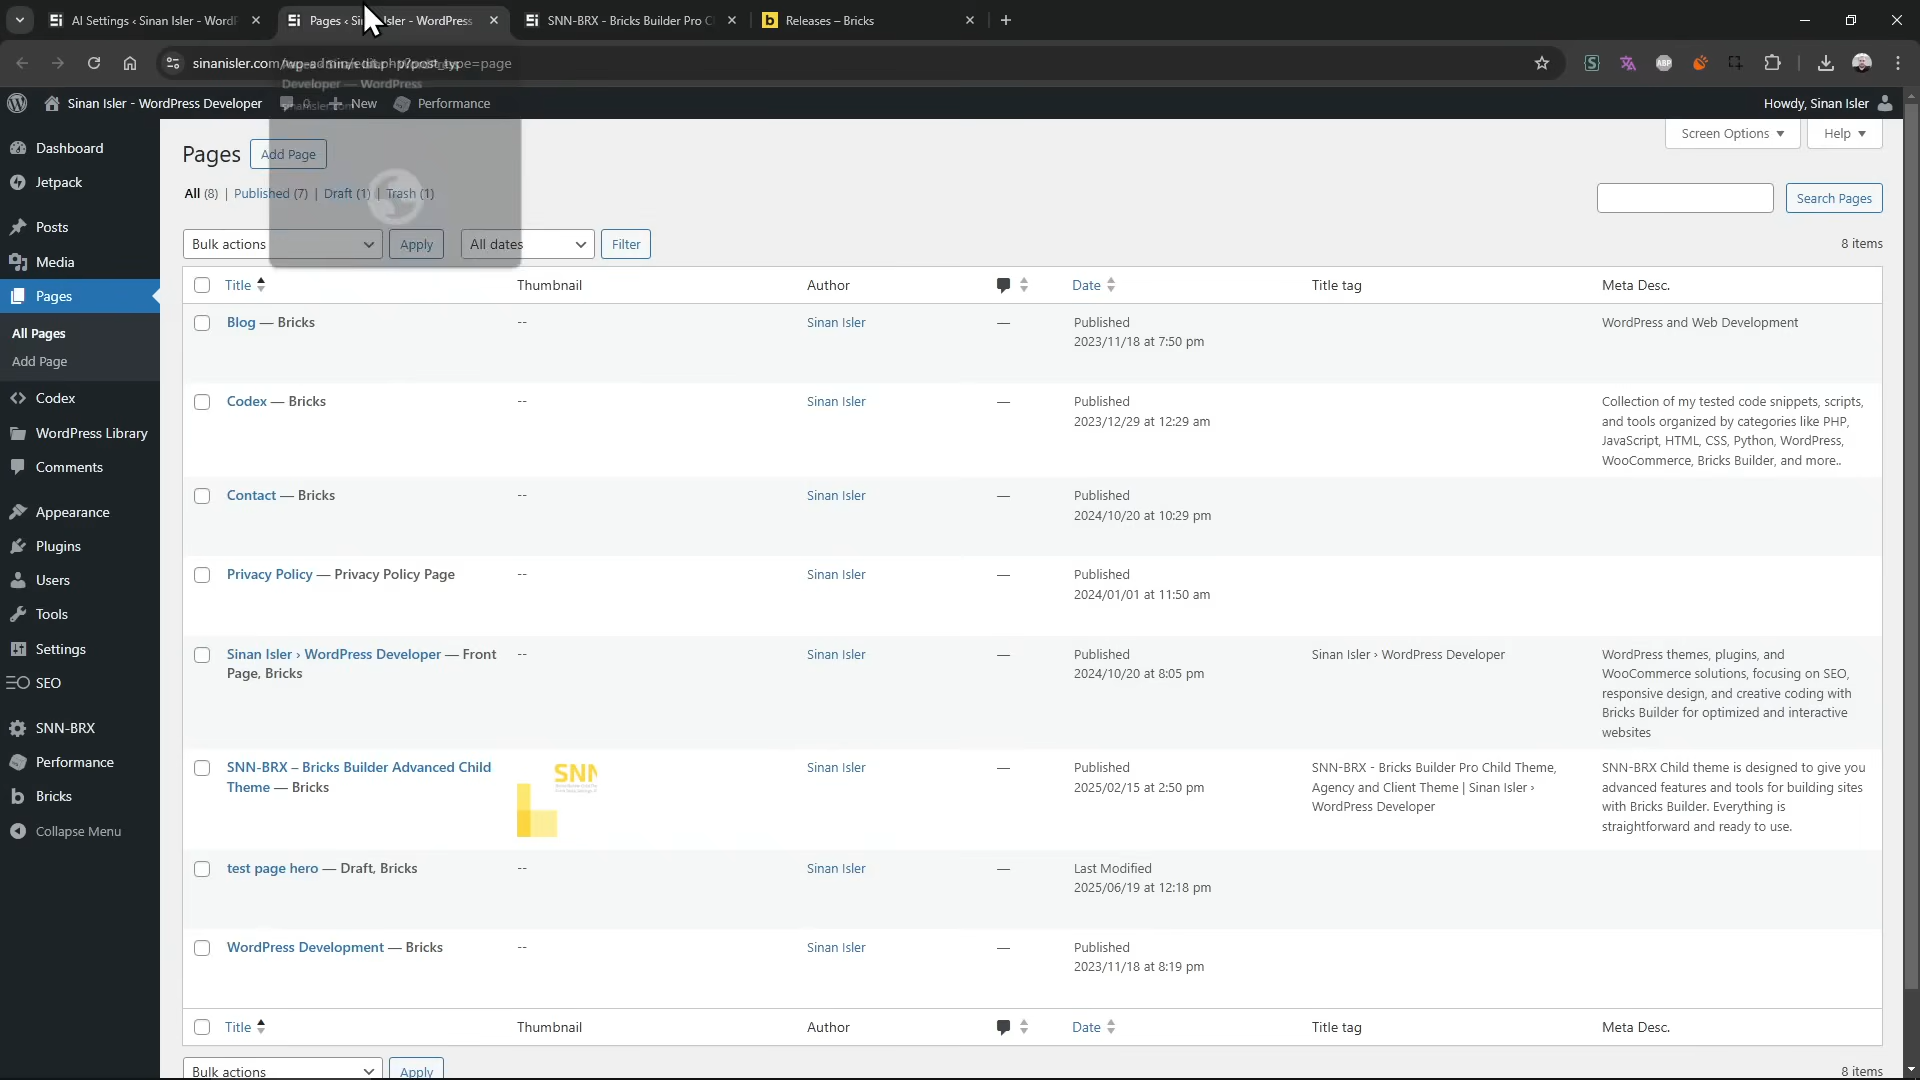 AI Settings ‹ Sinan Isler - WordP
Pages ‹ Sin Isler - WordPress
SNN-BRX - Bricks Builder Pro C
Releases – Bricks
sinanisler.com/wp-admin/edit.php?post_type=page
Developer — WordPress
Sinan Isler - WordPress Developer
0
New
Performance
Howdy, Sinan Isler
Dashboard
Jetpack
Posts
Media
Pages
All Pages
Add Page
Codex
WordPress Library
Comments
Appearance
Plugins
Users
Tools
Settings
SEO
SNN-BRX
Performance
Bricks
Collapse Menu
Pages
Add Page
Screen Options
Help
All (8) | Published (7) | Draft (1) | Trash (1)
Search Pages
Bulk actions
Apply
All dates
Filter
8 items
Title
Thumbnail
Author
Date
Title tag
Meta Desc.
Blog — Bricks
--
Sinan Isler
—
Published
2023/11/18 at 7:50 pm
WordPress and Web Development
Codex — Bricks
--
Sinan Isler
—
Published
2023/12/29 at 12:29 am
Collection of my tested code snippets, scripts,
and tools organized by categories like PHP,
JavaScript, HTML, CSS, Python, WordPress,
WooCommerce, Bricks Builder, and more..
Contact — Bricks
--
Sinan Isler
—
Published
2024/10/20 at 10:29 pm
Privacy Policy — Privacy Policy Page
--
Sinan Isler
—
Published
2024/01/01 at 11:50 am
Sinan Isler › WordPress Developer — Front
Page, Bricks
--
Sinan Isler
—
Published
2024/10/20 at 8:05 pm
Sinan Isler › WordPress Developer
WordPress themes, plugins, and
WooCommerce solutions, focusing on SEO,
responsive design, and creative coding with
Bricks Builder for optimized and interactive
websites
SNN-BRX – Bricks Builder Advanced Child
Theme — Bricks
SNN
Sinan Isler
—
Published
2025/02/15 at 2:50 pm
SNN-BRX - Bricks Builder Pro Child Theme,
Agency and Client Theme | Sinan Isler ›
WordPress Developer
SNN-BRX Child theme is designed to give you
advanced features and tools for building sites
with Bricks Builder. Everything is
straightforward and ready to use.
test page hero — Draft, Bricks
--
Sinan Isler
—
Last Modified
2025/06/19 at 12:18 pm
WordPress Development — Bricks
--
Sinan Isler
—
Published
2023/11/18 at 8:19 pm
Title
Thumbnail
Author
Date
Title tag
Meta Desc.
Bulk actions
Apply
8 items